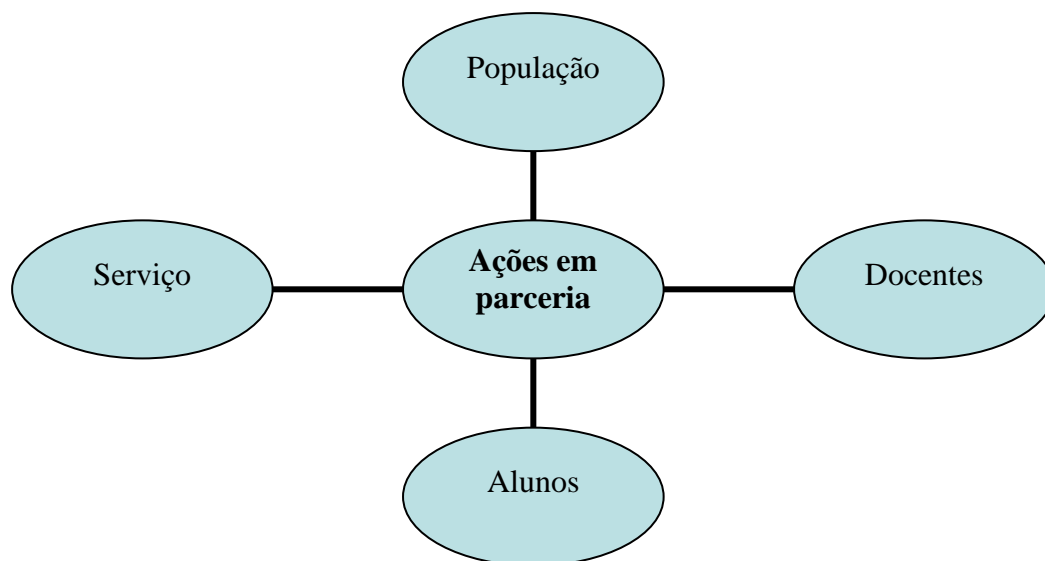 População
Serviço
Ações em
parceria
Docentes
Alunos